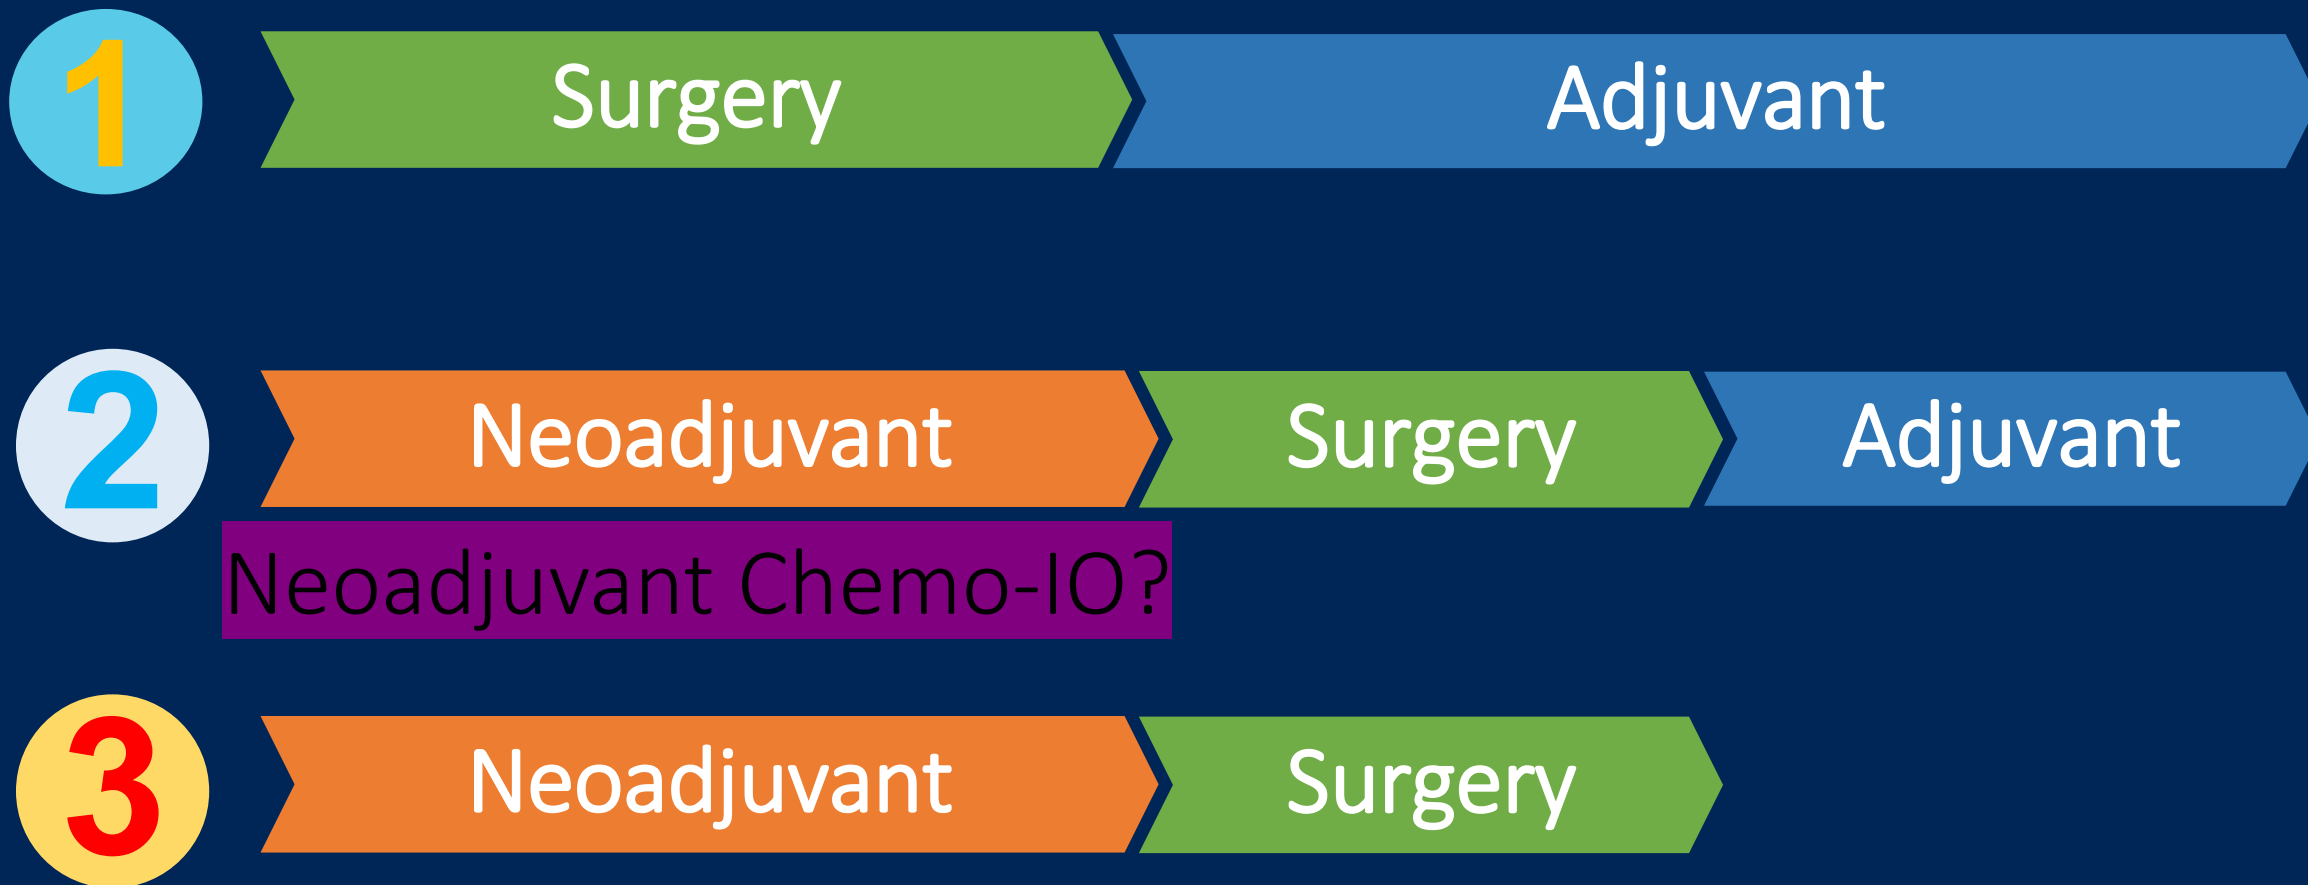 1 Surgery Adjuvant
2 Neoadjuvant Surgery Adjuvant
Neoadjuvant Chemo-IO?
3 Neoadjuvant Surgery